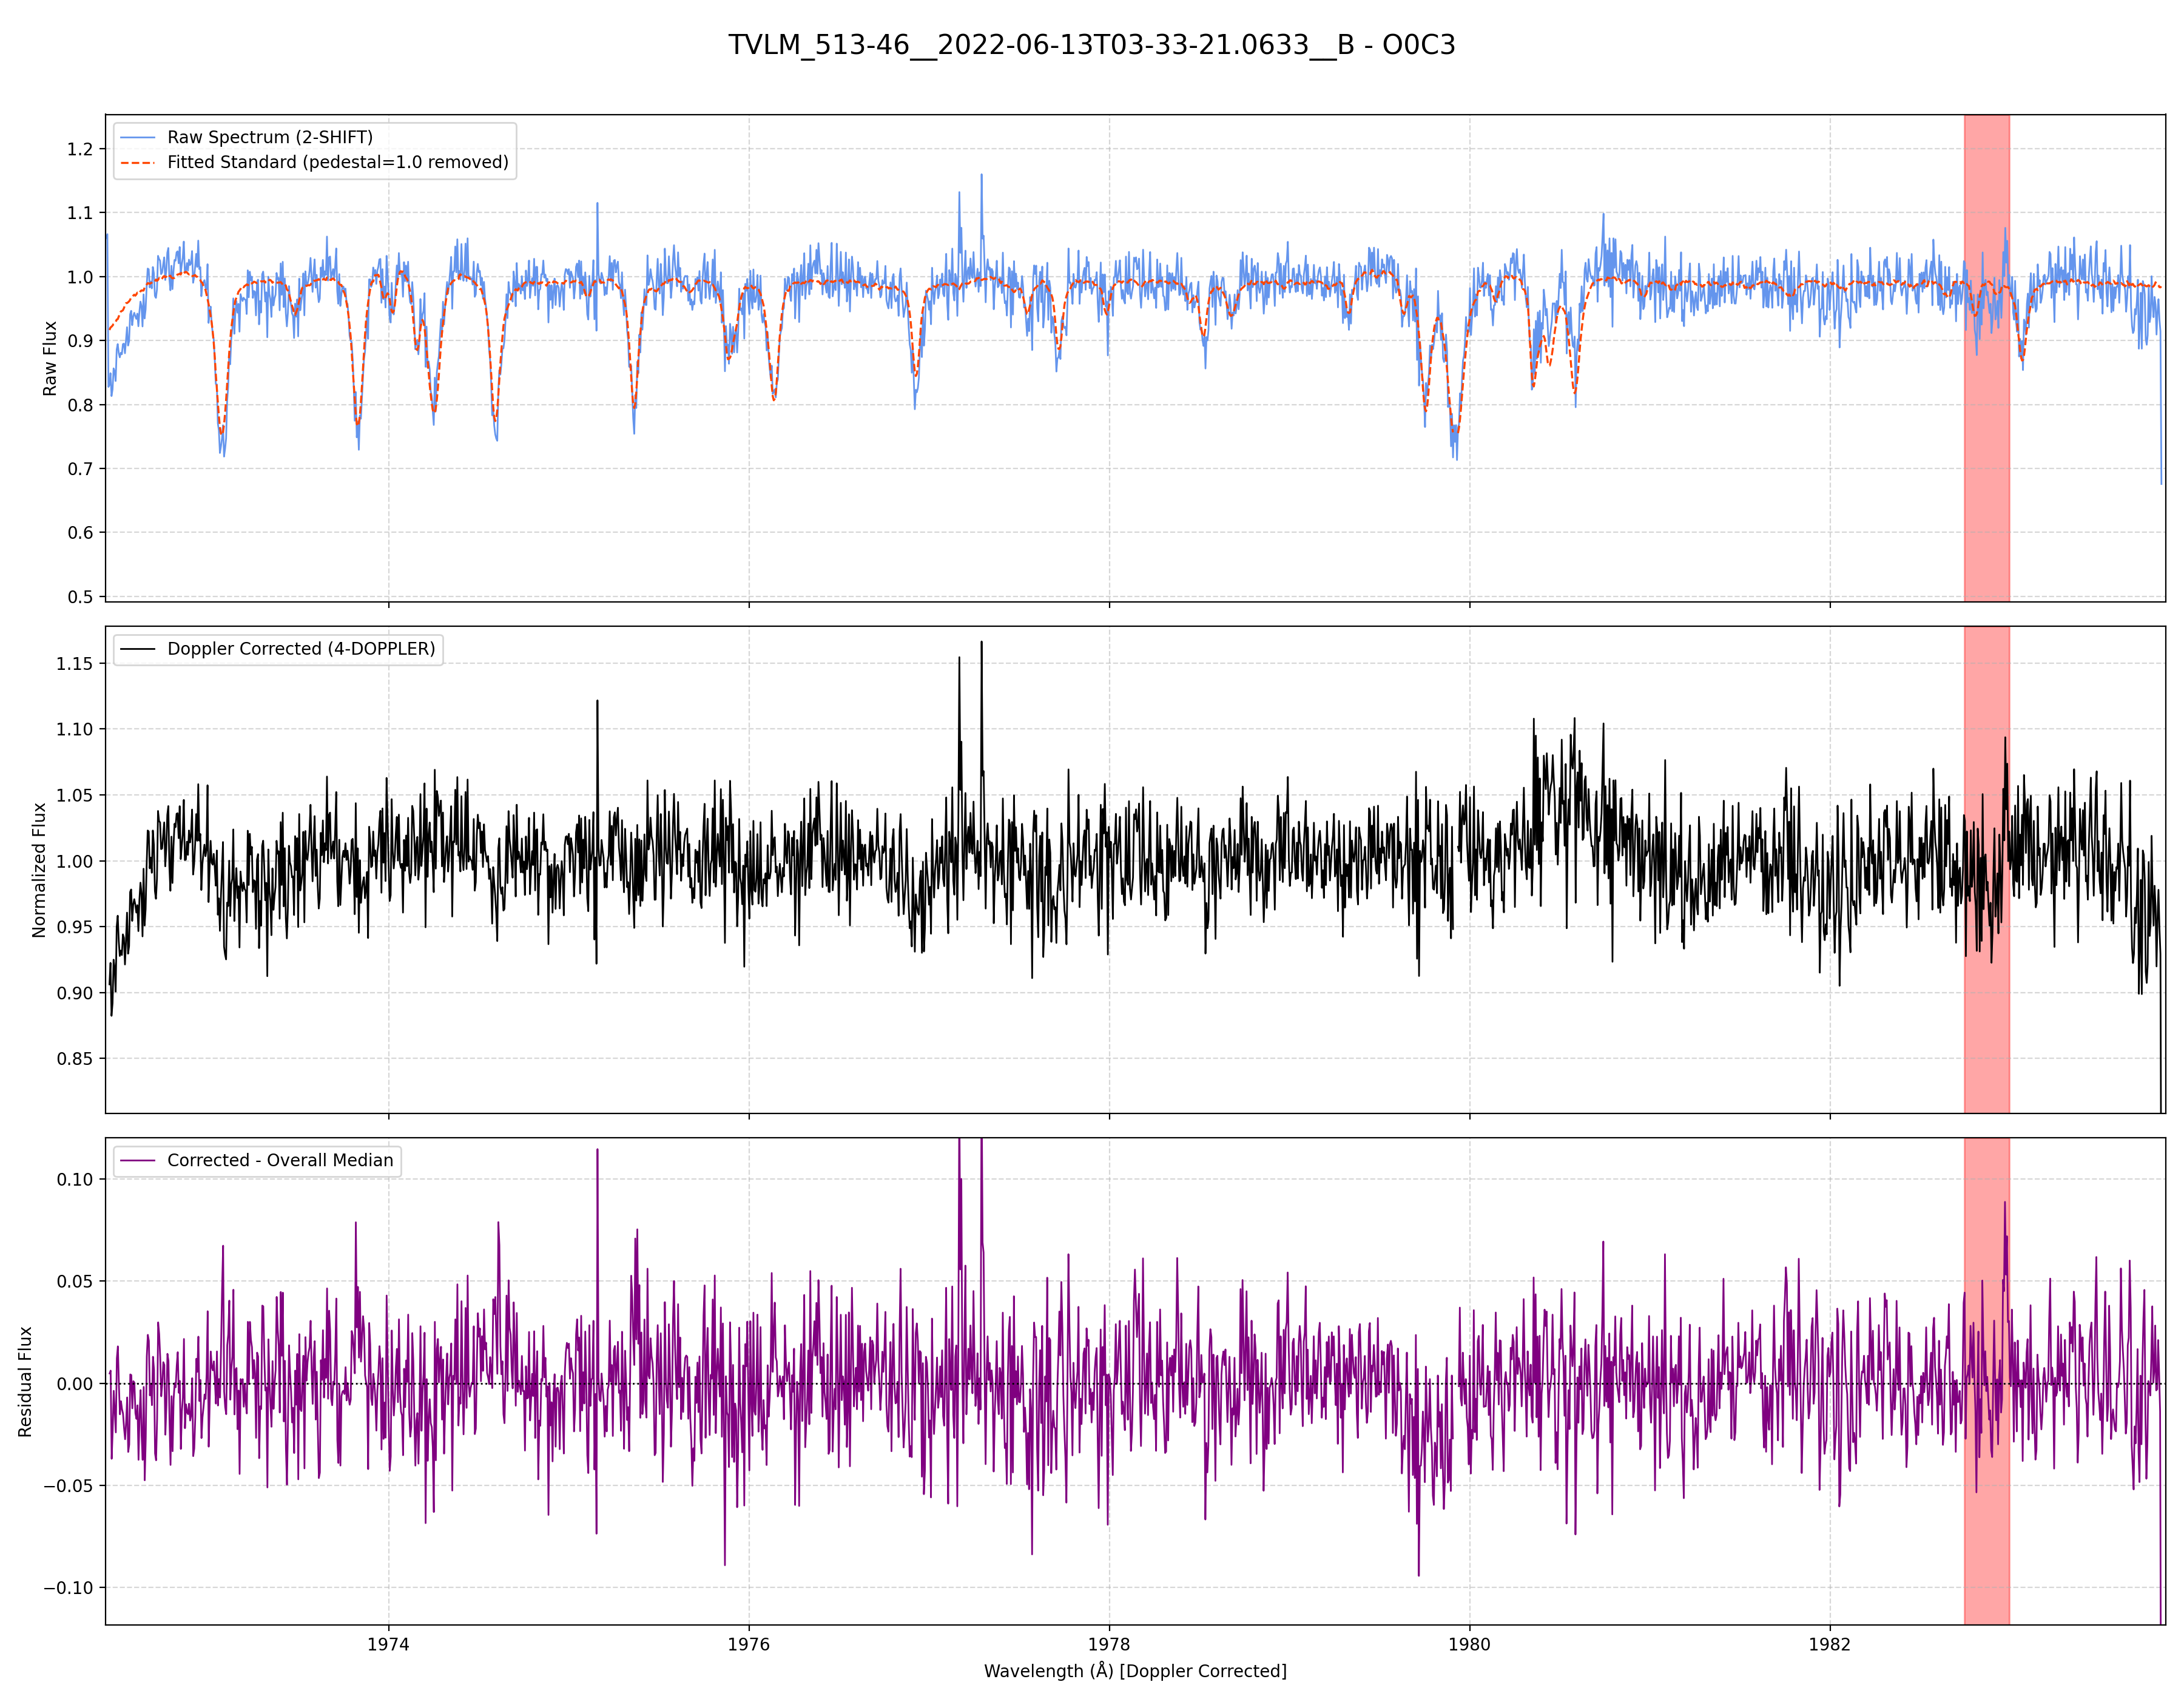 TVLM_513-46__2022-06-13T03-33-21.0633__B - O0C3
Raw Spectrum (2-SHIFT)
Fitted Standard (pedestal=1.0 removed)
Raw Flux
1.2
1.1
1.0
0.9
0.8
0.7
0.6
0.5
Doppler Corrected (4-DOPPLER)
Normalized Flux
1.15
1.10
1.05
1.00
0.95
0.90
0.85
Corrected - Overall Median
Residual Flux
0.10
0.05
0.00
−0.05
−0.10
1974
1976
1978
1980
1982
Wavelength (Å) [Doppler Corrected]